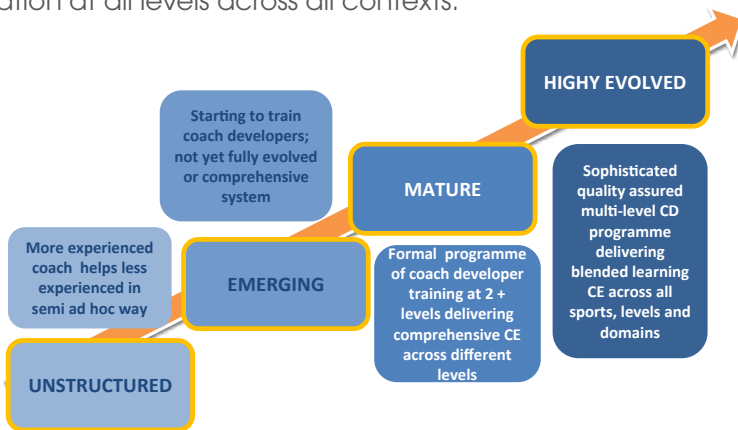 ation at all levels across all contexts.
HIGHY EVOLVED
Starting to train
coach developers;
not yet fully evolved
or comprehensive
system
MATURE
Sophisticated
quality assured
multi-level CD
programme
delivering
blended learning
CE across all
sports, levels and
domains
More experienced
coach helps less
experienced in
semi ad hoc way
EMERGING
Formal programme
of coach developer
training at 2 +
levels delivering
comprehensive CE
across different
levels
UNSTRUCTURED